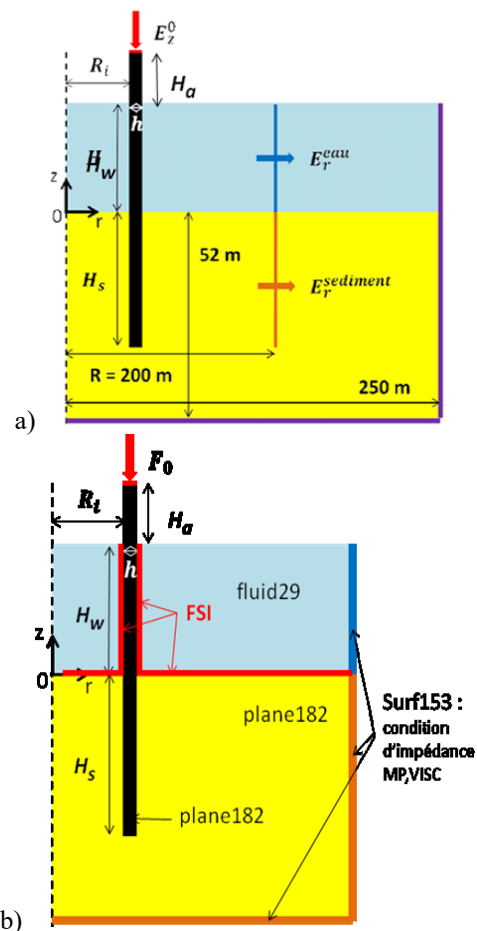 E_z^0
R_i
H_a
h
H_w
E_r^{eau}
z
0
r
H_s
52 m
E_r^{sediment}
R = 200 m
250 m
a)
F_0
R_i
H_a
h
fluid29
H_w
FSI
z
0
r
plane182
Surf153 :
condition
d'impédance
MP,VISC
H_s
plane182
b)